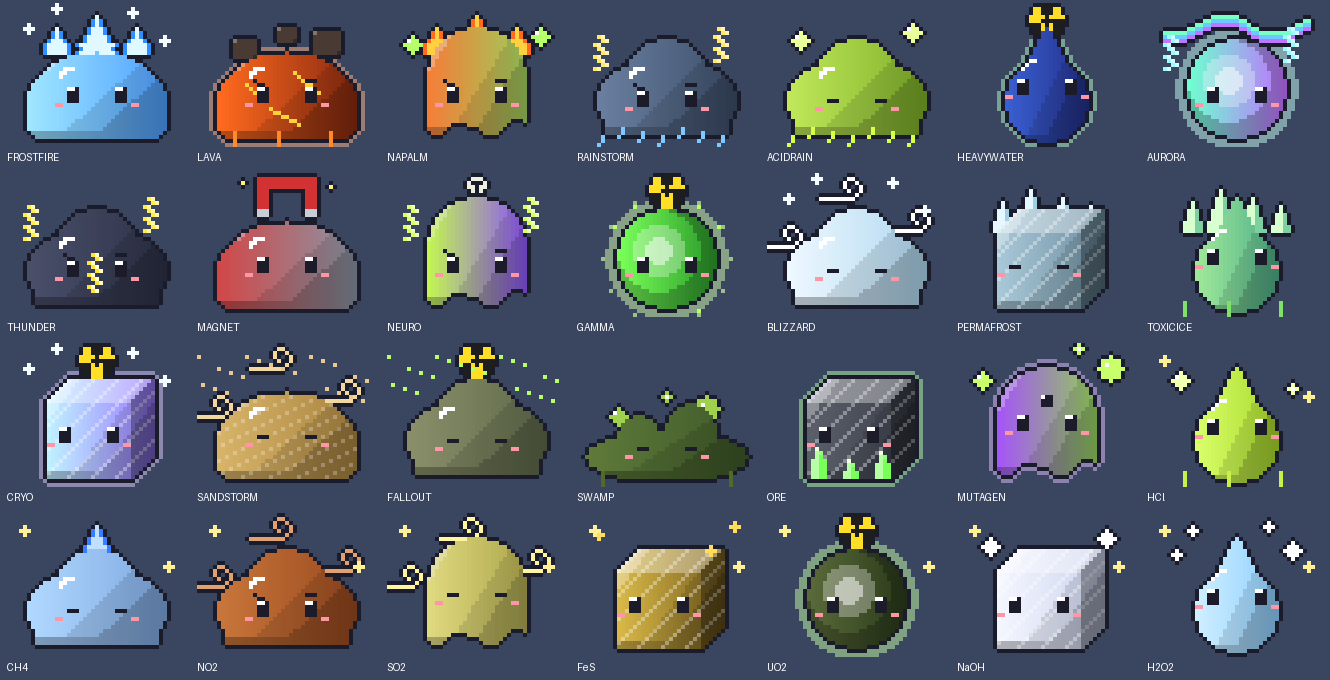 FROSTFIRE LAVA NAPALM RAINSTORM ACIDRAIN HEAVYWATER AURORA
THUNDER MAGNET NEURO GAMMA BLIZZARD PERMAFROST TOXICICE
CRYO SANDSTORM FALLOUT SWAMP ORE MUTAGEN HCl
CH4 NO2 SO2 FeS UO2 NaOH H2O2